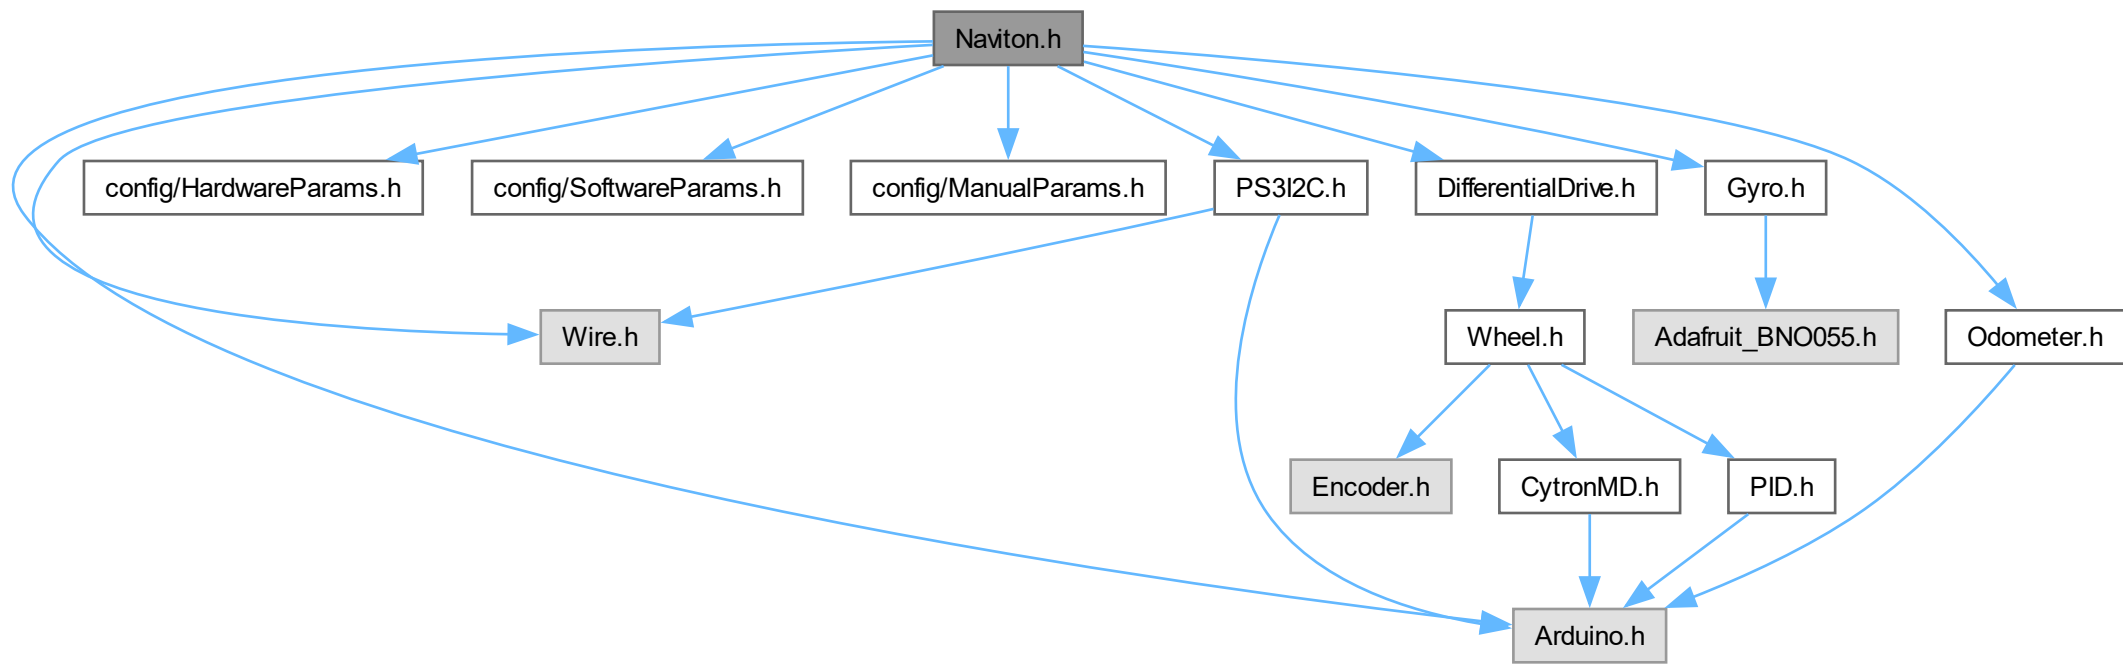 Naviton.h
config/HardwareParams.h
config/SoftwareParams.h
config/ManualParams.h
PS3I2C.h
DifferentialDrive.h
Gyro.h
Wire.h
Wheel.h
Adafruit_BNO055.h
Odometer.h
Encoder.h
CytronMD.h
PID.h
Arduino.h